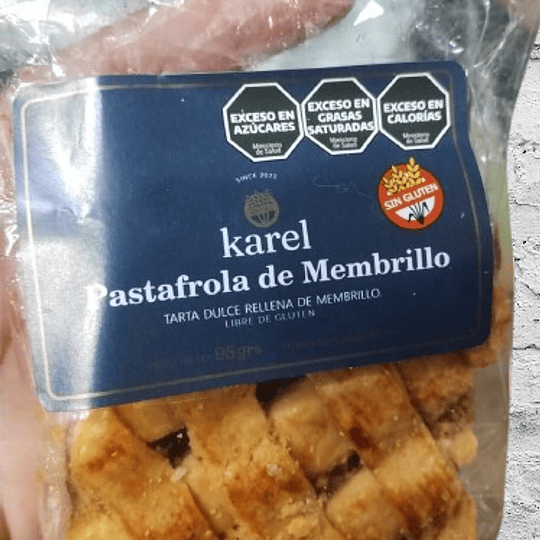 EXCESO EN
AZÚCARES
Ministerio
de Salud
EXCESO EN
GRASAS
SATURADAS
Ministerio
de Salud
EXCESO EN
CALORÍAS
Ministerio
de Salud
SINCE 2022
SIN GLUTEN
karel
Pastafrola de Membrillo
TARTA DULCE RELLENA DE MEMBRILLO.
LIBRE DE GLUTEN
95grs